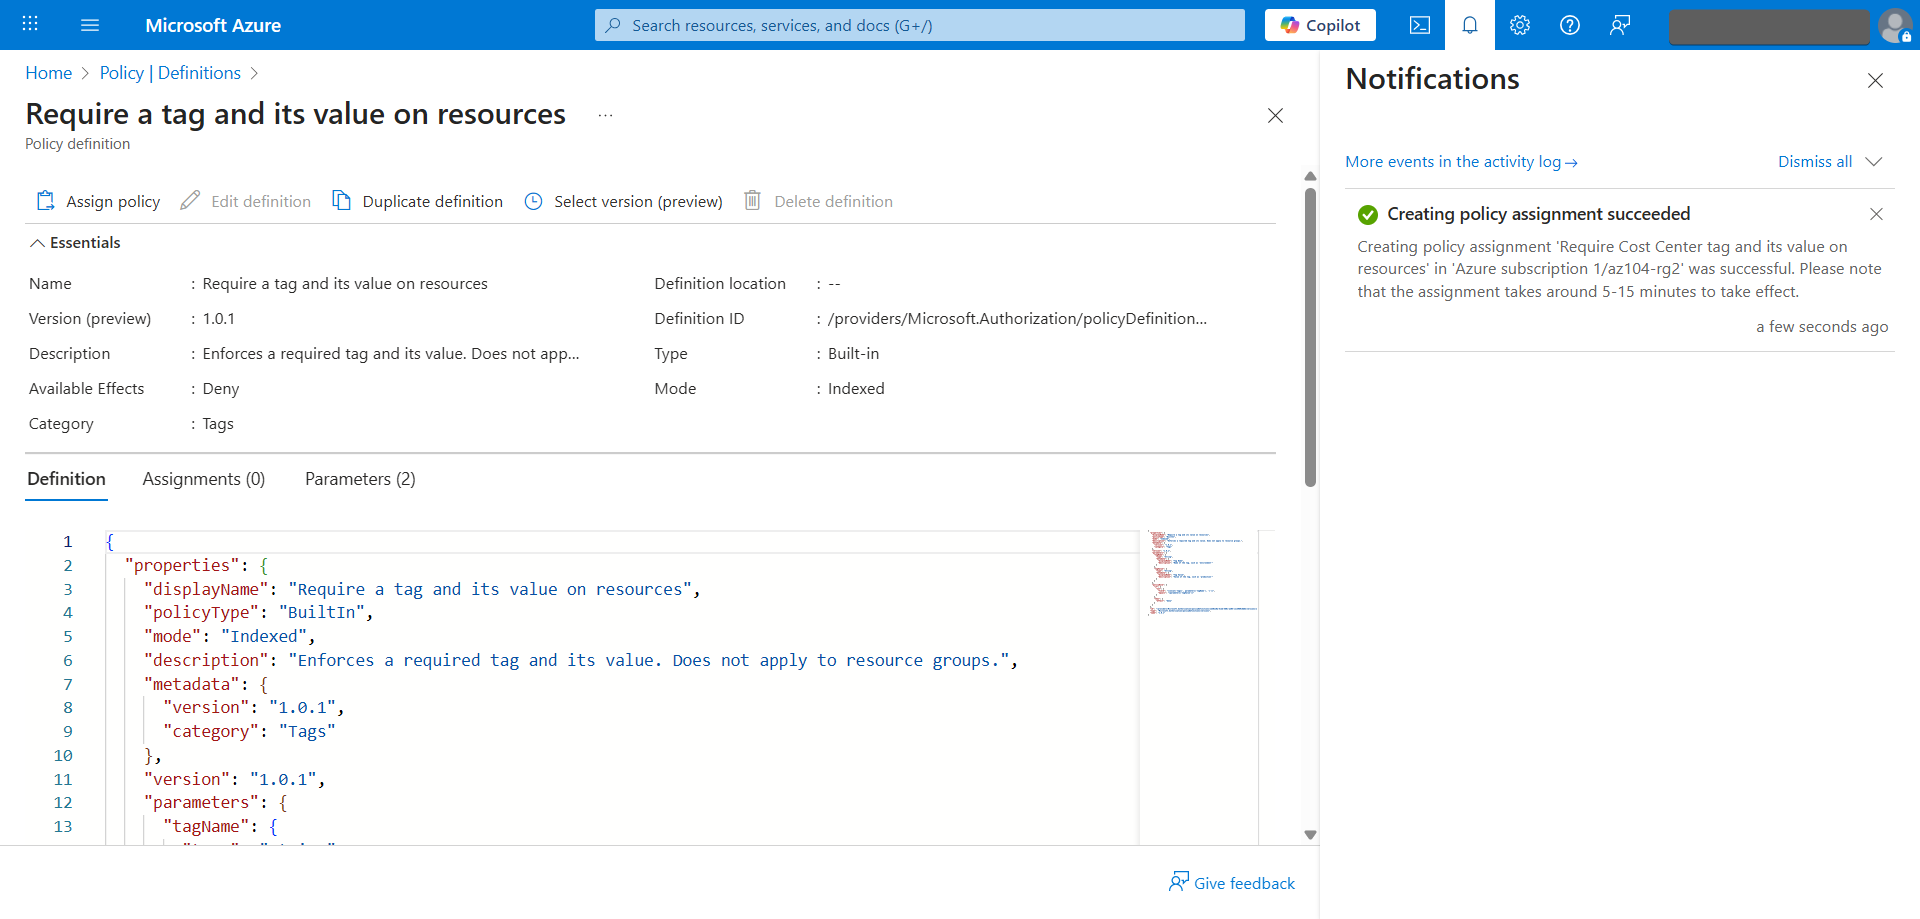 Microsoft Azure
Search resources, services, and docs (G+/)
Copilot
Home
Policy | Definitions
Require a tag and its value on resources
...
Policy definition
Assign policy
Edit definition
Duplicate definition
Select version (preview)
Delete definition
Essentials
Name : Require a tag and its value on resources
Definition location : --
Version (preview) : 1.0.1
Definition ID : /providers/Microsoft.Authorization/policyDefinition...
Description : Enforces a required tag and its value. Does not app...
Type : Built-in
Available Effects : Deny
Mode : Indexed
Category : Tags
Definition
Assignments (0)
Parameters (2)
1 {
2 "properties": {
3 "displayName": "Require a tag and its value on resources",
4 "policyType": "BuiltIn",
5 "mode": "Indexed",
6 "description": "Enforces a required tag and its value. Does not apply to resource groups.",
7 "metadata": {
8 "version": "1.0.1",
9 "category": "Tags"
10 },
11 "version": "1.0.1",
12 "parameters": {
13 "tagName": {
Give feedback
Notifications
More events in the activity log→
Dismiss all
Creating policy assignment succeeded
Creating policy assignment 'Require Cost Center tag and its value on
resources' in 'Azure subscription 1/az104-rg2' was successful. Please note
that the assignment takes around 5-15 minutes to take effect.
a few seconds ago